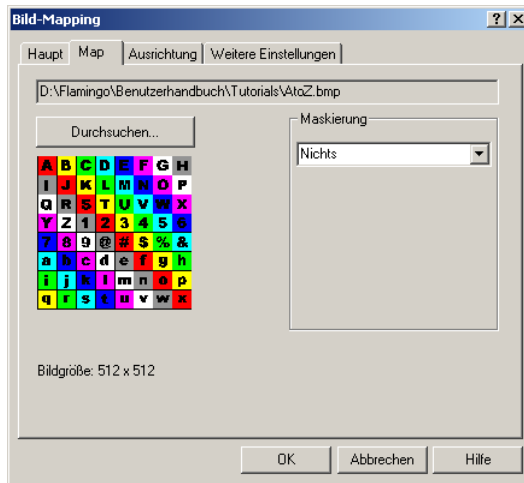 Bild-Mapping
Haupt Map Ausrichtung Weitere Einstellungen
D:\Flamingo\Benutzerhandbuch\Tutorials\AtoZ.bmp
Durchsuchen...
Maskierung
Nichts
A B C D E F G H
I J K L M N O P
Q R S T U V W X
Y Z 1 2 3 4 5 6
7 8 9 @ # $ % &
a b c d e f g h
i j k l m n o p
q r s t u v w x
Bildgröße: 512 x 512
OK Abbrechen Hilfe